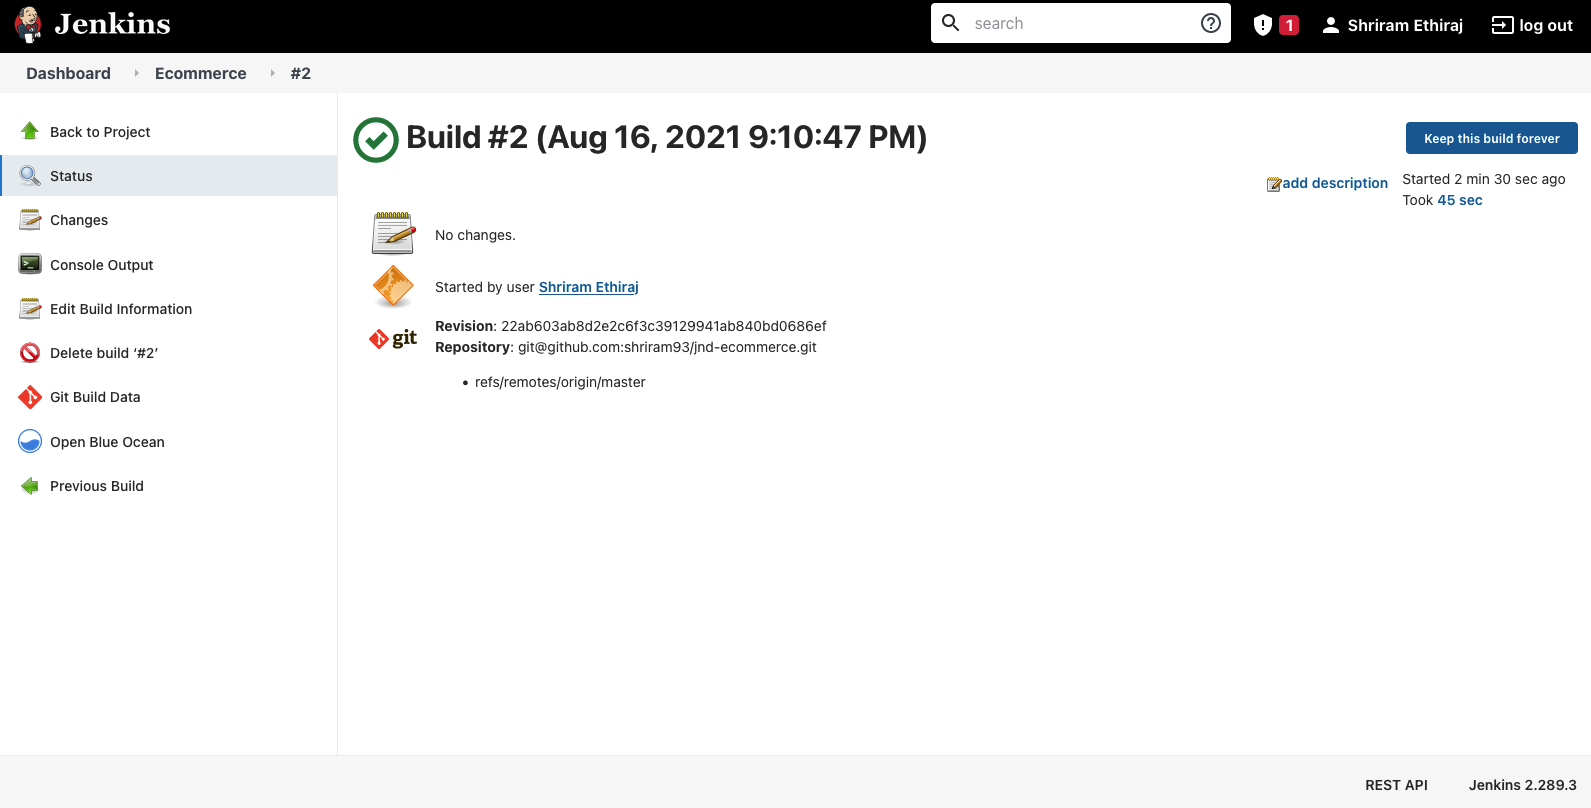 Jenkins
search
1
Shriram Ethiraj
log out
Dashboard
Ecommerce
#2
Back to Project
Status
Changes
Console Output
Edit Build Information
Delete build ‘#2’
Git Build Data
Open Blue Ocean
Previous Build
Build #2 (Aug 16, 2021 9:10:47 PM)
Keep this build forever
add description
Started 2 min 30 sec ago
Took 45 sec
No changes.
Started by user Shriram Ethiraj
git
Revision: 22ab603ab8d2e2c6f3c39129941ab840bd0686ef
Repository: git@github.com:shriram93/jnd-ecommerce.git
• refs/remotes/origin/master
REST API
Jenkins 2.289.3